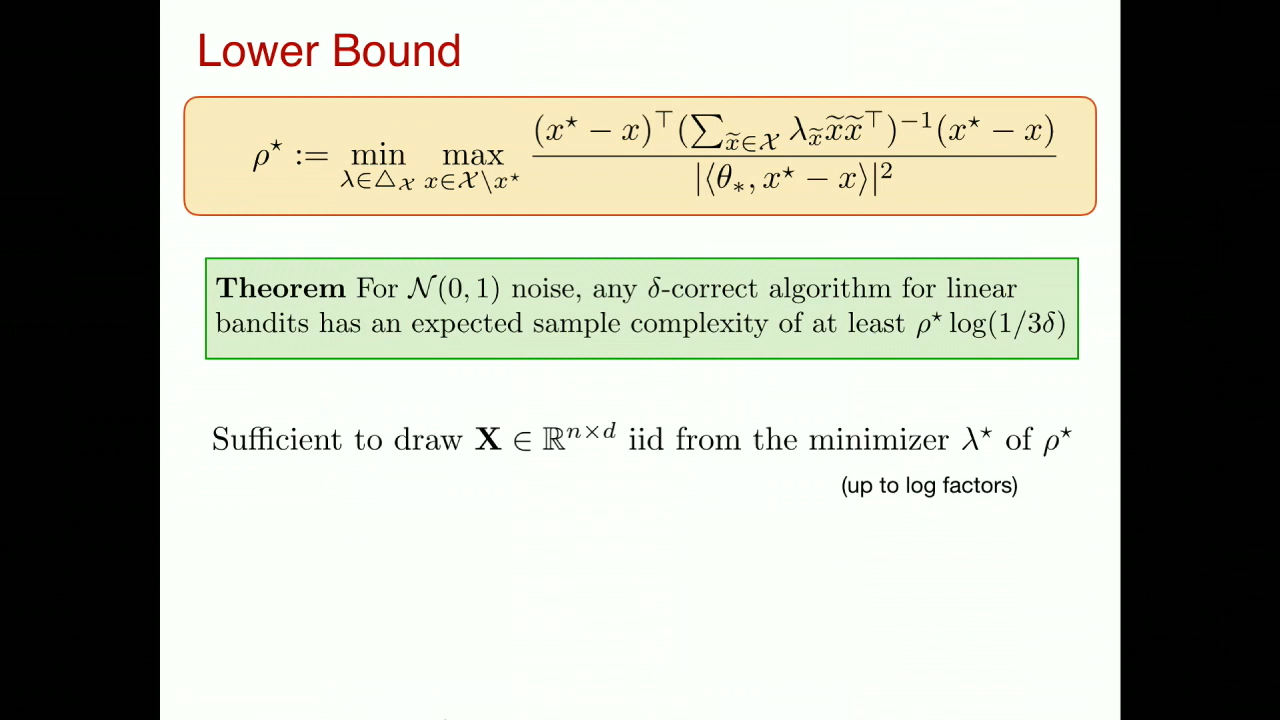 Lower Bound
ρ⋆ := min_{λ∈△_𝒳} max_{x∈𝒳\x⋆} (x⋆ − x)^⊤(∑_{x̃∈𝒳} λ_{x̃}x̃x̃^⊤)^{−1}(x⋆ − x) / |⟨θ_∗, x⋆ − x⟩|²
Theorem For 𝒩(0, 1) noise, any δ-correct algorithm for linear
bandits has an expected sample complexity of at least ρ⋆ log(1/3δ)
Sufficient to draw X ∈ ℝ^{n×d} iid from the minimizer λ⋆ of ρ⋆
(up to log factors)